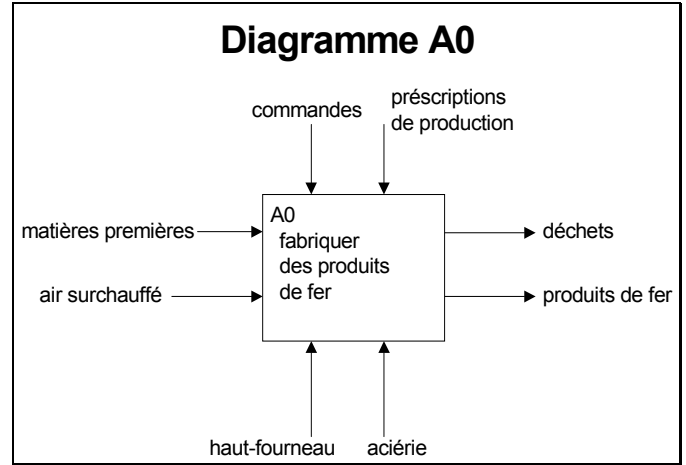 Diagramme A0
commandes
préscriptions
de production
A0
fabriquer
des produits
de fer
matières premières
air surchauffé
déchets
produits de fer
haut-fourneau
aciérie